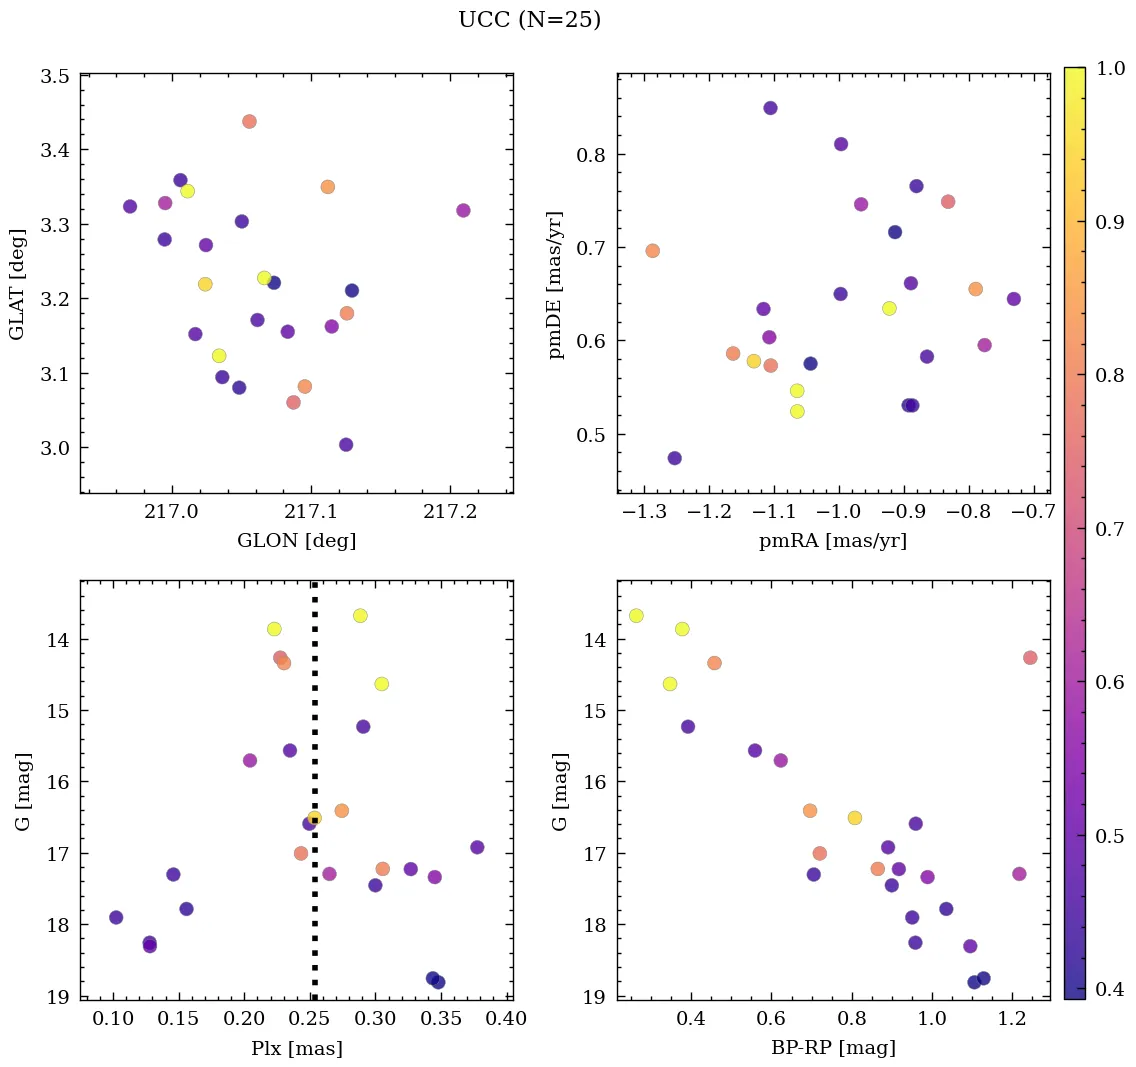 UCC (N=25)
3.5
3.4
3.3
3.2
3.1
3.0
GLAT [deg]
217.0 217.1 217.2
GLON [deg]
0.8
0.7
0.6
0.5
pmDE [mas/yr]
−1.3 −1.2 −1.1 −1.0 −0.9 −0.8 −0.7
pmRA [mas/yr]
14
15
16
17
18
19
G [mag]
0.10 0.15 0.20 0.25 0.30 0.35 0.40
Plx [mas]
14
15
16
17
18
19
G [mag]
0.4 0.6 0.8 1.0 1.2
BP-RP [mag]
1.0
0.9
0.8
0.7
0.6
0.5
0.4